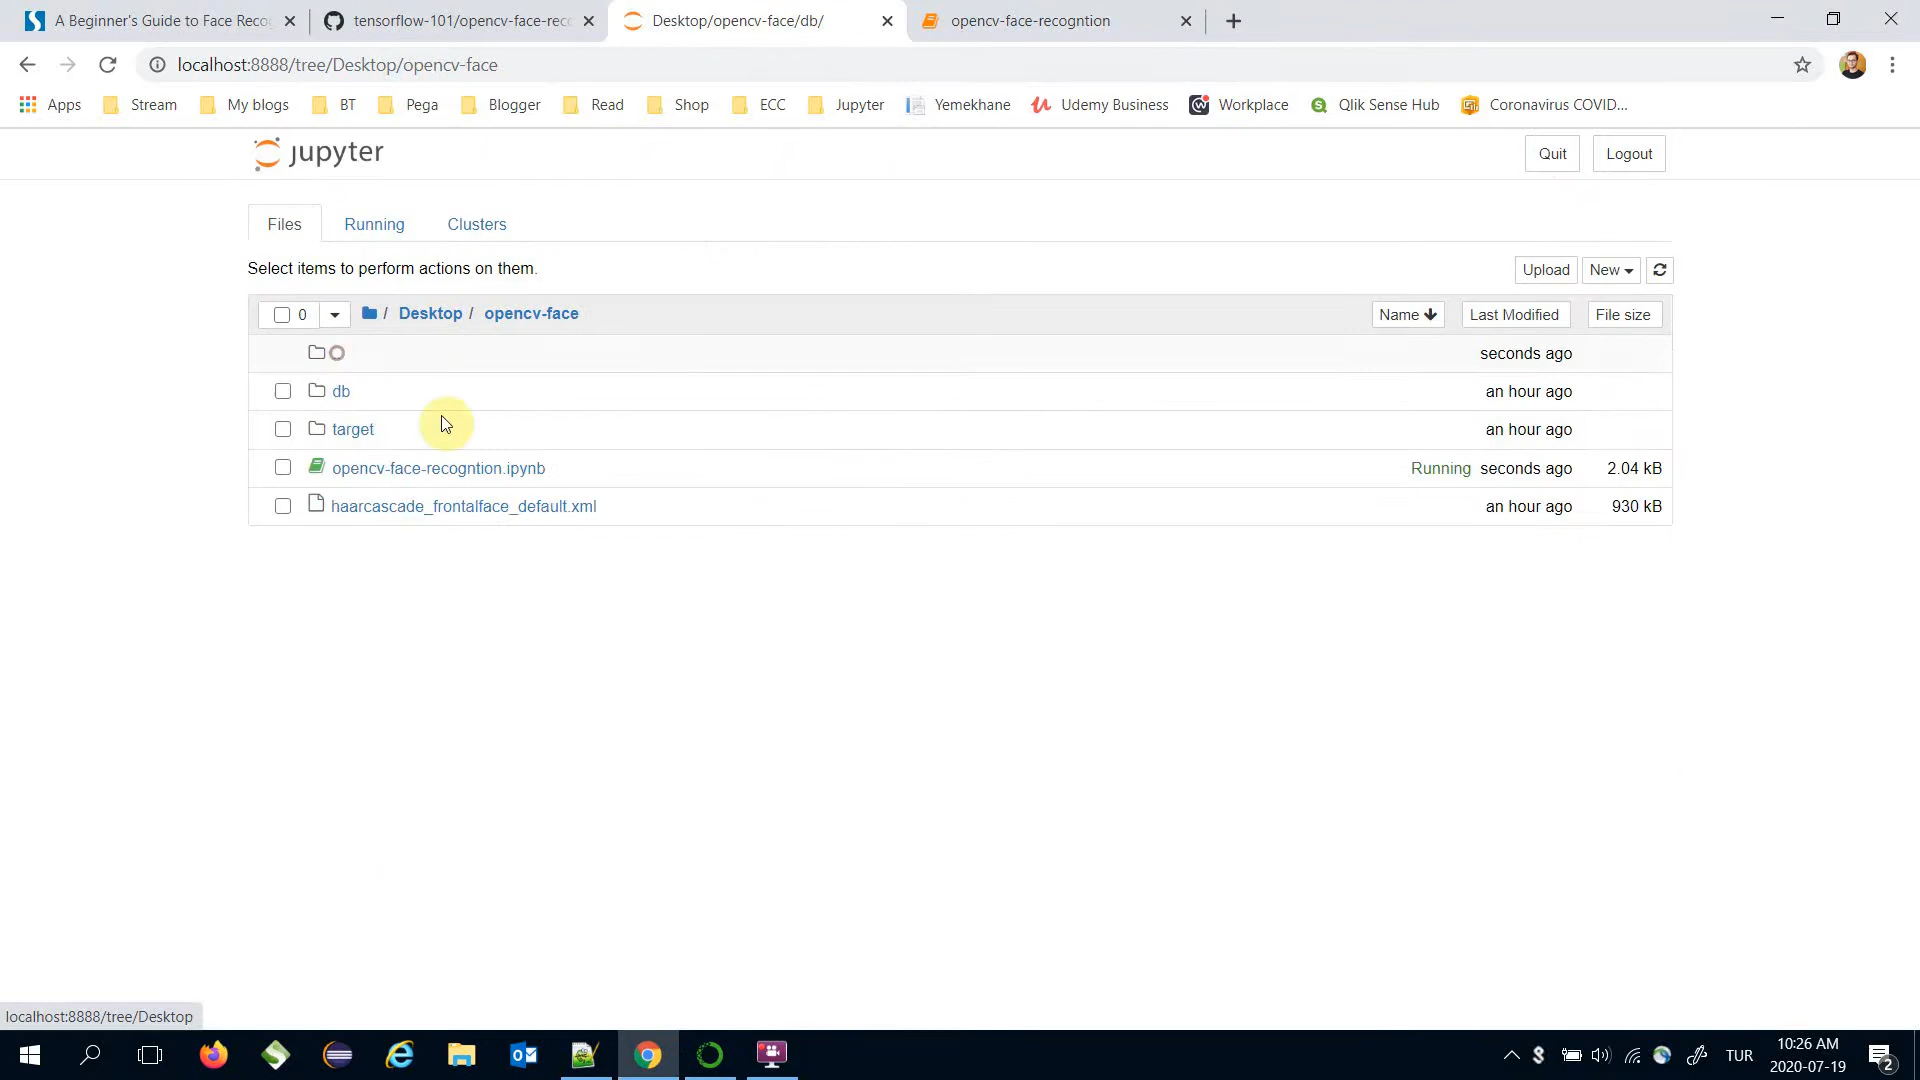 A Beginner's Guide to Face Recog
tensorflow-101/opencv-face-reco
Desktop/opencv-face/db/
opencv-face-recogntion
localhost:8888/tree/Desktop/opencv-face
Apps
Stream
My blogs
BT
Pega
Blogger
Read
Shop
ECC
Jupyter
Yemekhane
Udemy Business
Workplace
Qlik Sense Hub
Coronavirus COVID...
jupyter
Quit
Logout
Files
Running
Clusters
Select items to perform actions on them.
Upload
New
0
/ Desktop / opencv-face
Name
Last Modified
File size
seconds ago
db
an hour ago
target
an hour ago
opencv-face-recogntion.ipynb
Running seconds ago 2.04 kB
haarcascade_frontalface_default.xml
an hour ago 930 kB
localhost:8888/tree/Desktop
TUR
10:26 AM
2020-07-19
2